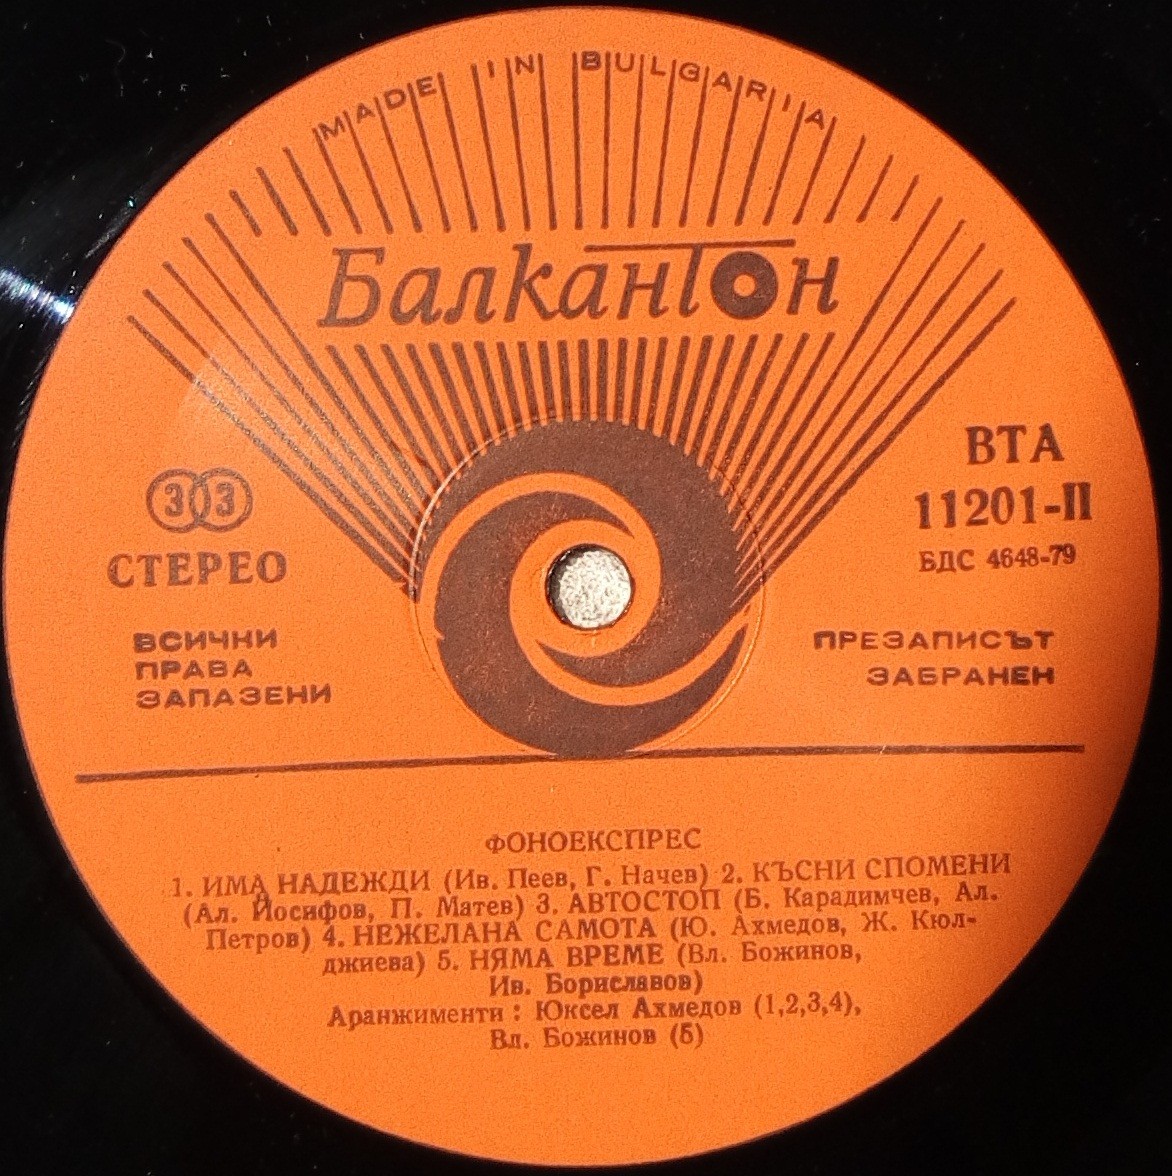 MADE IN BULGARIA
Балкантон
33
СТЕРЕО
ВТА
11201-II
БДС 4648-79
ВСИЧНИ
ПРАВА
ЗАПАЗЕНИ
ПРЕЗАПИСЪТ
ЗАБРАНЕН
ФОНОЕКСПРЕС
1. ИМА НАДЕЖДИ (Ив. Пеев, Г. Начев) 2. КЪСНИ СПОМЕНИ
(Ал. Йосифов, П. Матев) 3. АВТОСТОП (Б. Карадимчев, Ал.
Петров) 4. НЕЖЕЛАНА САМОТА (Ю. Ахмедов, Ж. Кюл-
джиева) 5. НЯМА ВРЕМЕ (Вл. Божинов,
Ив. Бориславов)
Аранжименти : Юксел Ахмедов (1,2,3,4),
Вл. Божинов (5)